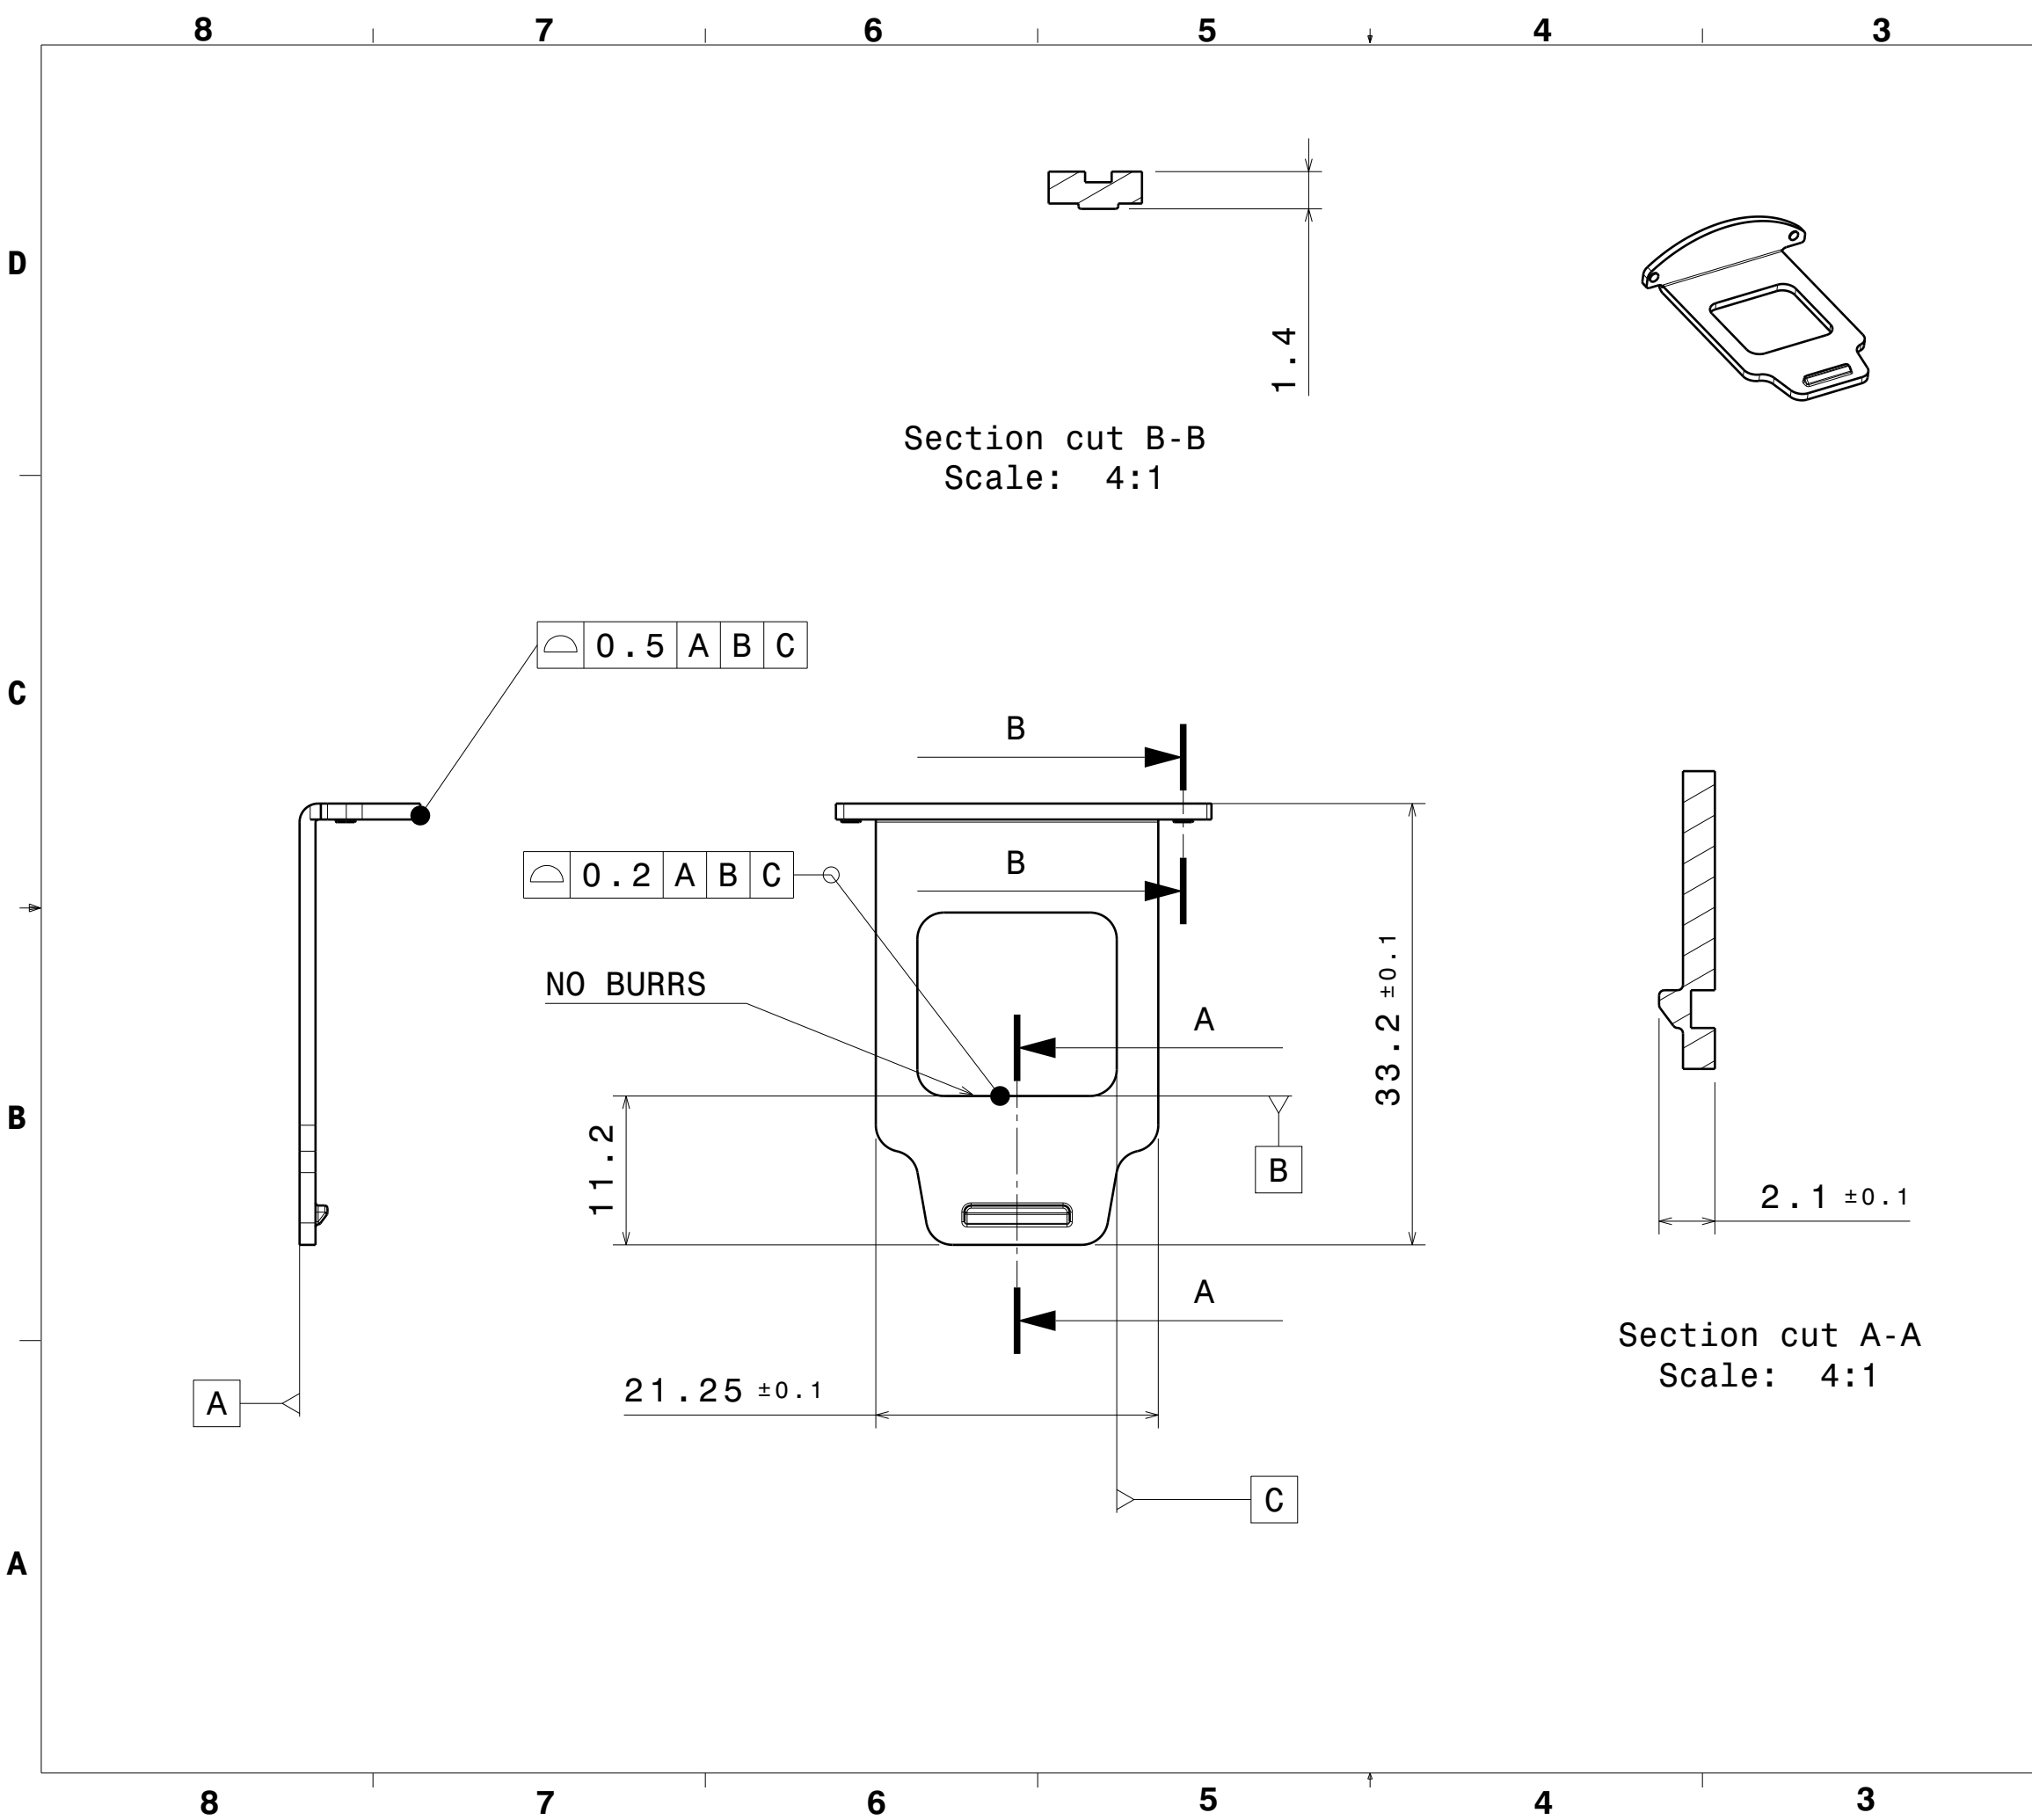 8 7 6 5 4 3
D
1.4
Section cut B-B
Scale: 4:1
0.5 A B C
C
B
0.2 A B C
B
NO BURRS
A
33.2 ±0.1
B
11.2
B
2.1 ±0.1
A
Section cut A-A
Scale: 4:1
21.25 ±0.1
A
C
A
8 7 6 5 4 3